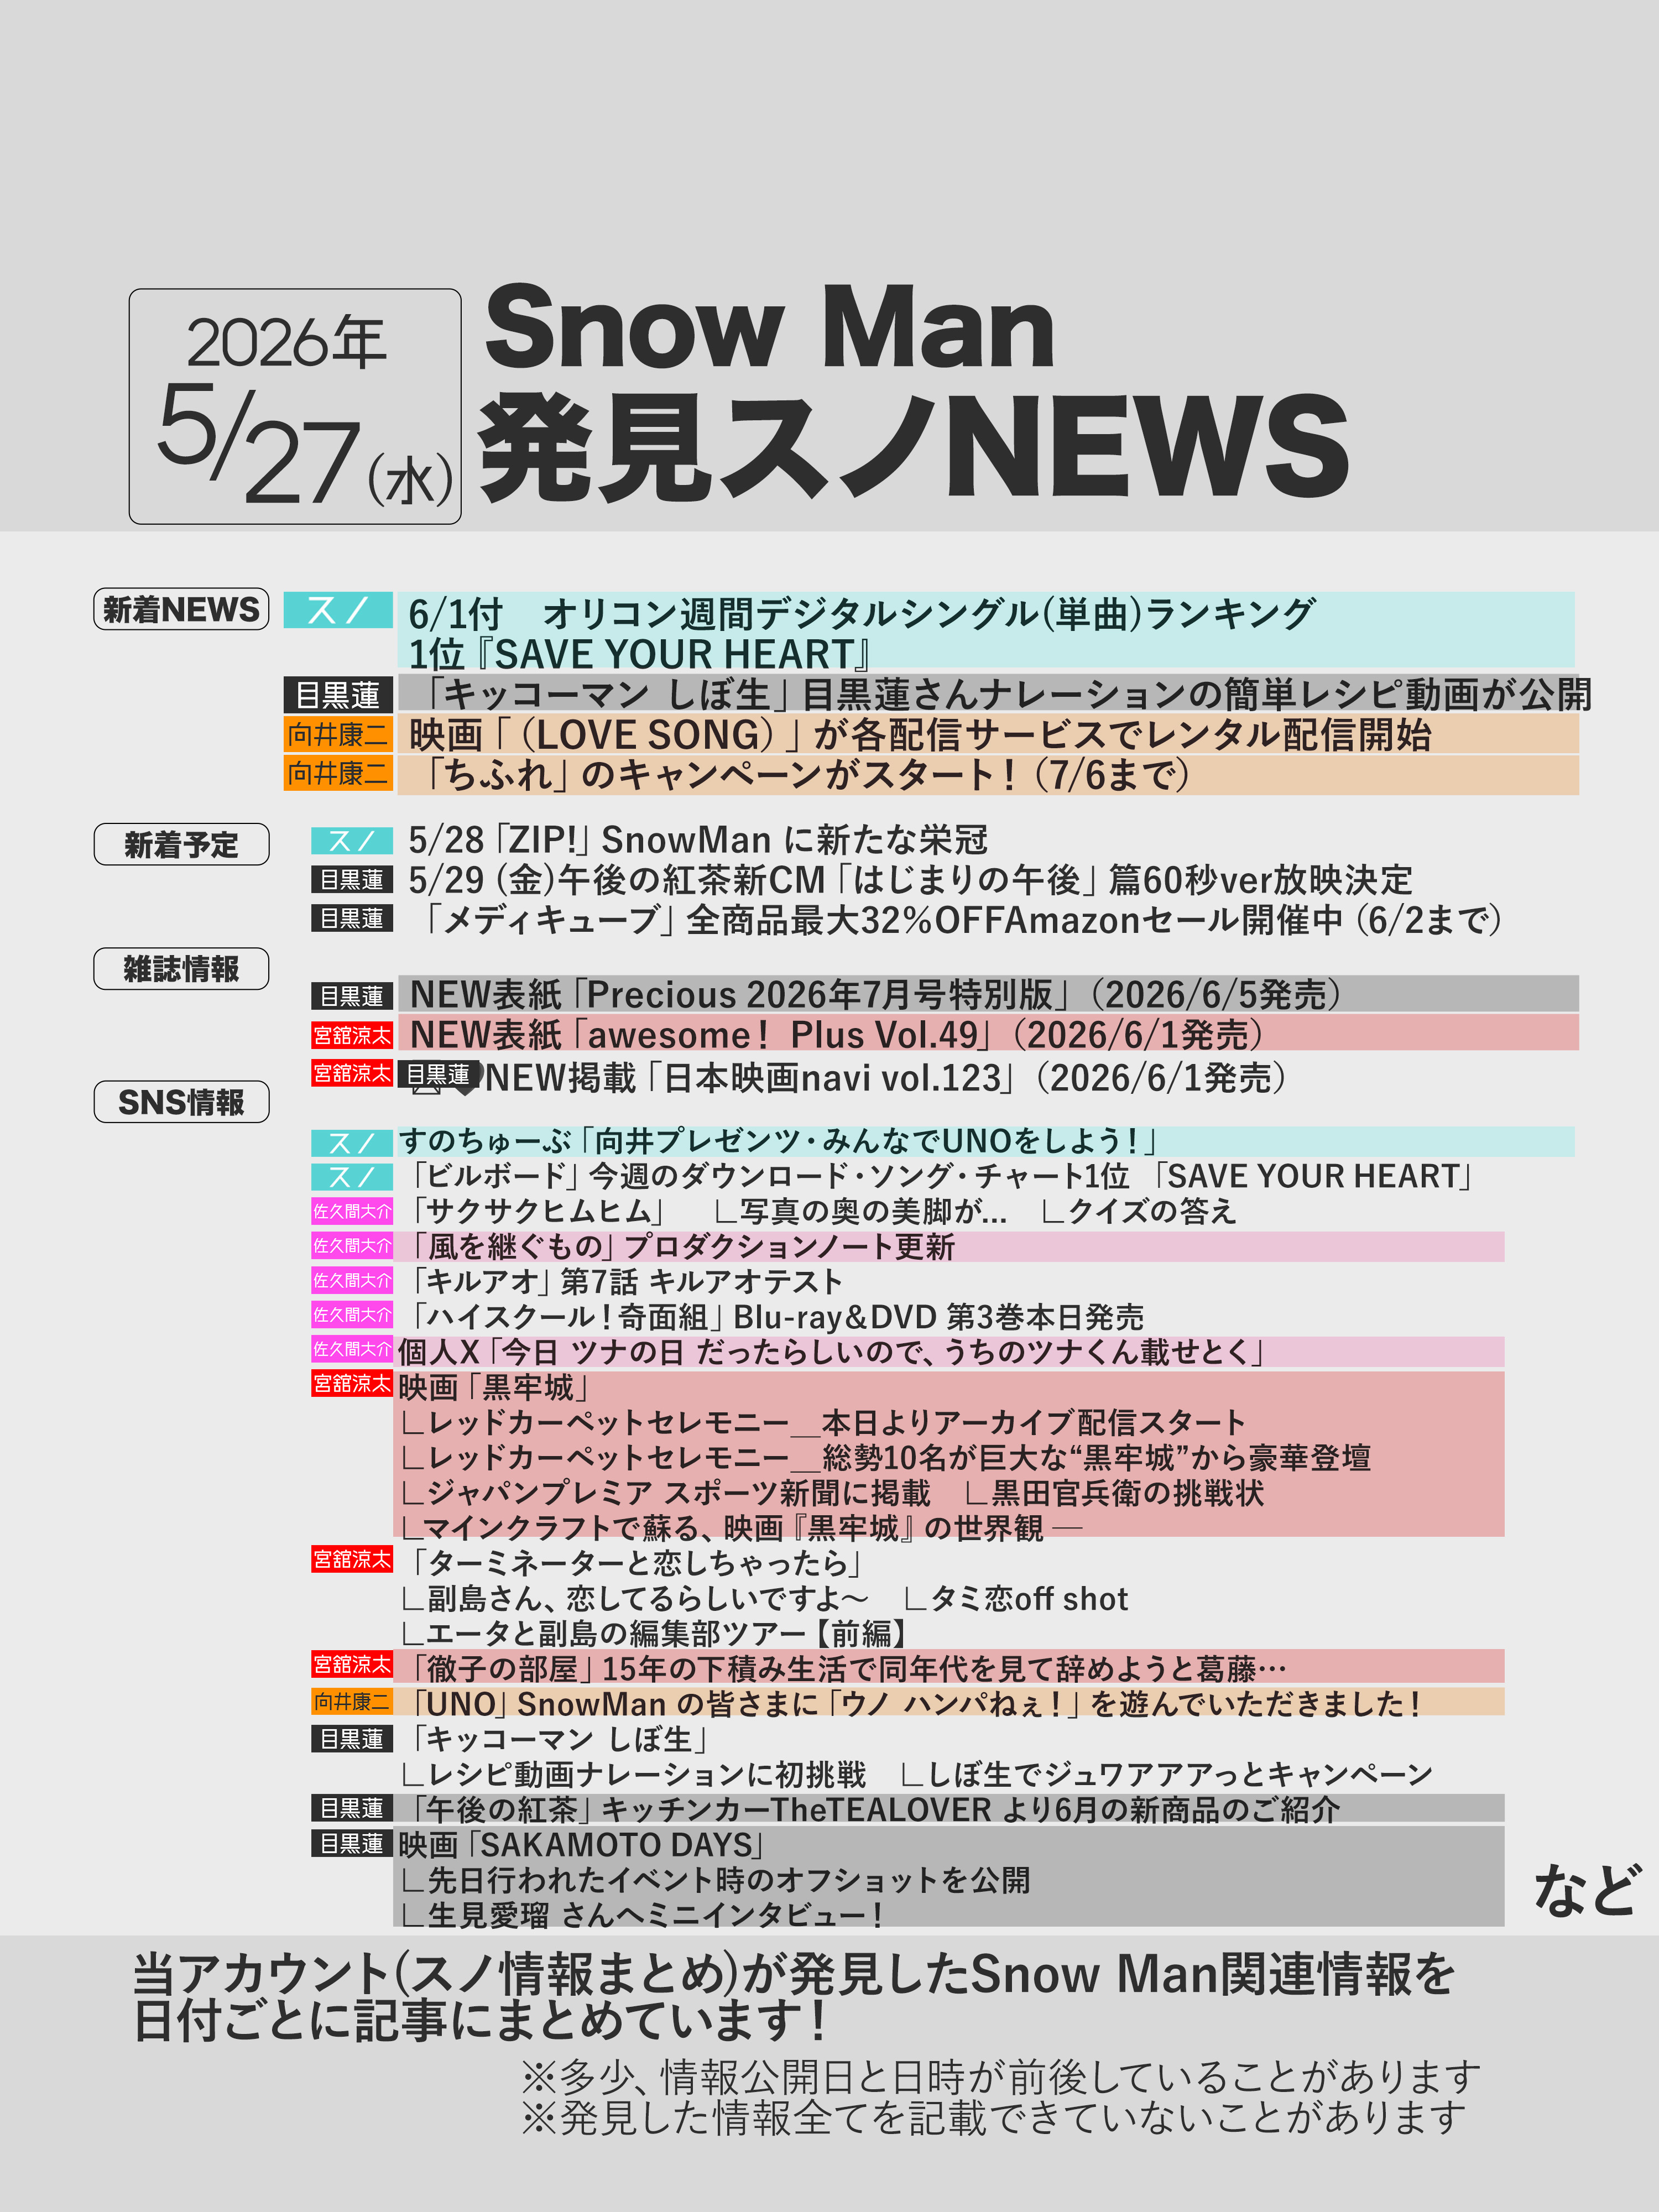 2026年
5/27(水)
Snow Man
発見スノNEWS
新着NEWS
スノ 6/1付　オリコン週間デジタルシングル(単曲)ランキング
1位『SAVE YOUR HEART』
目黒蓮 「キッコーマン しぼ生」目黒蓮さんナレーションの簡単レシピ動画が公開
向井康二 映画「（LOVE SONG）」が各配信サービスでレンタル配信開始
向井康二 「ちふれ」のキャンペーンがスタート！（7/6まで）
新着予定
スノ 5/28「ZIP!」SnowMan に新たな栄冠
目黒蓮 5/29 (金)午後の紅茶新CM「はじまりの午後」篇60秒ver放映決定
目黒蓮 「メディキューブ」全商品最大32%OFFAmazonセール開催中（6/2まで）
雑誌情報
目黒蓮 NEW表紙「Precious 2026年7月号特別版」（2026/6/5発売）
宮舘涼太 NEW表紙「awesome！ Plus Vol.49」（2026/6/1発売）
宮舘涼太 目黒蓮 NEW掲載「日本映画navi vol.123」（2026/6/1発売）
SNS情報
スノ すのちゅーぶ「向井プレゼンツ・みんなでUNOをしよう！」
スノ 「ビルボード」今週のダウンロード・ソング・チャート1位 「SAVE YOUR HEART」
佐久間大介 「サクサクヒムヒム」　∟写真の奥の美脚が…　∟クイズの答え
佐久間大介 「風を継ぐもの」プロダクションノート更新
佐久間大介 「キルアオ」第7話 キルアオテスト
佐久間大介 「ハイスクール！奇面組」Blu-ray&DVD 第3巻本日発売
佐久間大介 個人X「今日 ツナの日 だったらしいので、うちのツナくん載せとく」
宮舘涼太 映画「黒牢城」
∟レッドカーペットセレモニー＿本日よりアーカイブ配信スタート
∟レッドカーペットセレモニー＿総勢10名が巨大な“黒牢城”から豪華登壇
∟ジャパンプレミア スポーツ新聞に掲載　∟黒田官兵衛の挑戦状
∟マインクラフトで蘇る、映画『黒牢城』の世界観 ─
宮舘涼太 「ターミネーターと恋しちゃったら」
∟副島さん、恋してるらしいですよ～　∟タミ恋off shot
∟エータと副島の編集部ツアー【前編】
宮舘涼太 「徹子の部屋」15年の下積み生活で同年代を見て辞めようと葛藤…
向井康二 「UNO」SnowMan の皆さまに「ウノ ハンパねぇ！」を遊んでいただきました！
目黒蓮 「キッコーマン しぼ生」
∟レシピ動画ナレーションに初挑戦　∟しぼ生でジュワアアアっとキャンペーン
目黒蓮 「午後の紅茶」キッチンカーTheTEALOVER より6月の新商品のご紹介
目黒蓮 映画「SAKAMOTO DAYS」
∟先日行われたイベント時のオフショットを公開
∟生見愛瑠 さんへミニインタビュー！
など
当アカウント(スノ情報まとめ)が発見したSnow Man関連情報を
日付ごとに記事にまとめています！
※多少、情報公開日と日時が前後していることがあります
※発見した情報全てを記載できていないことがあります